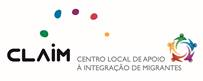 CLAIM
CENTRO LOCAL DE APOIO
À INTEGRAÇÃO DE MIGRANTES